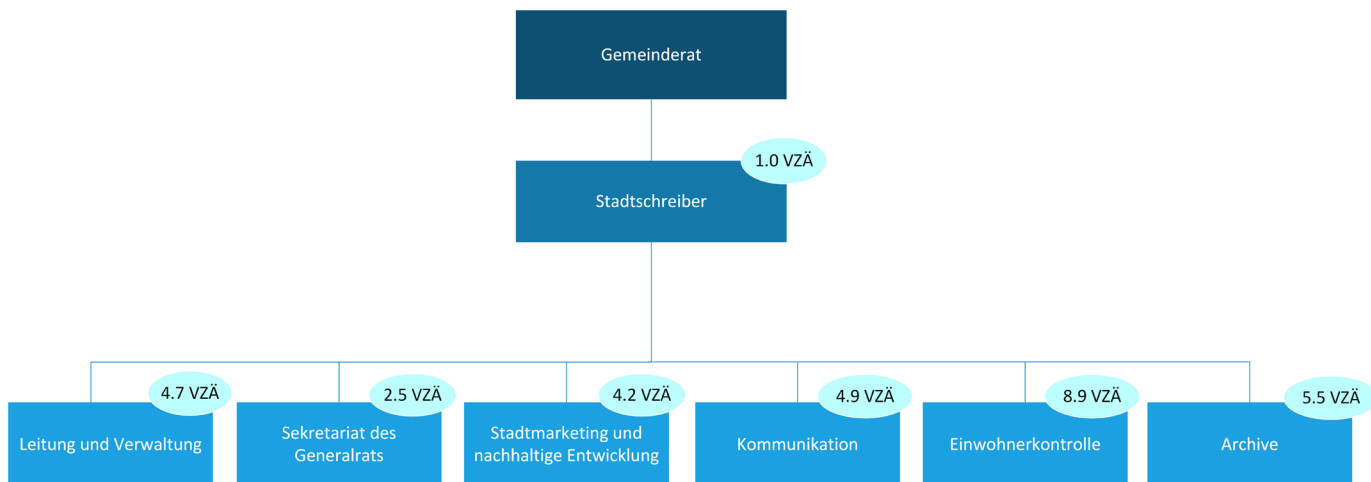 Gemeinderat
1.0 VZÄ
Stadtschreiber
4.7 VZÄ
Leitung und Verwaltung
2.5 VZÄ
Sekretariat des
Generalrats
4.2 VZÄ
Stadtmarketing und
nachhaltige Entwicklung
4.9 VZÄ
Kommunikation
8.9 VZÄ
Einwohnerkontrolle
5.5 VZÄ
Archive